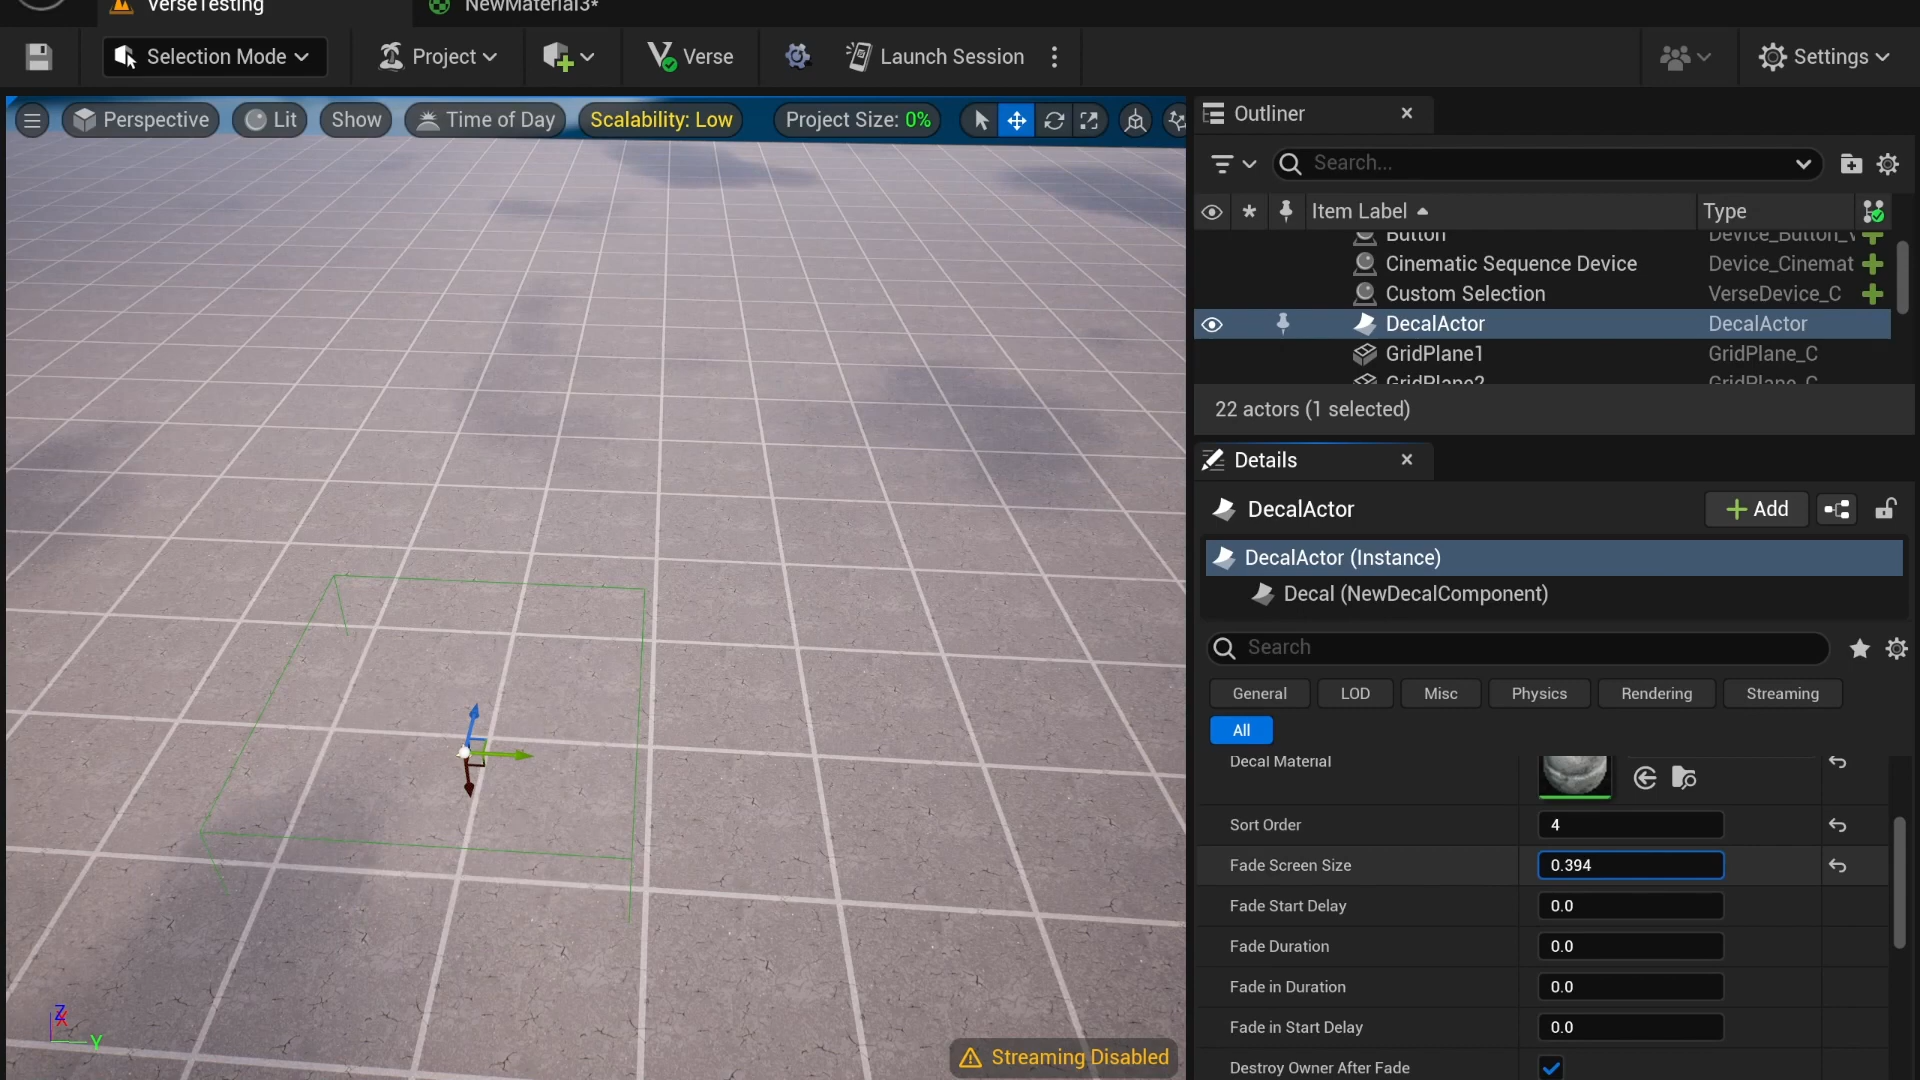 VerseTesting
NewMaterial3*
Selection Mode
Project
Verse
Launch Session
Settings
Perspective
Lit
Show
Time of Day
Scalability: Low
Project Size: 0%
Outliner
Search...
Item Label
Type
Button
Device_Button_V
Cinematic Sequence Device
Device_Cinemat
Custom Selection
VerseDevice_C
DecalActor
DecalActor
GridPlane1
GridPlane_C
GridPlane2
GridPlane_C
22 actors (1 selected)
Details
DecalActor
Add
DecalActor (Instance)
Decal (NewDecalComponent)
Search
General
LOD
Misc
Physics
Rendering
Streaming
All
Decal Material
Sort Order
4
Fade Screen Size
0.394
Fade Start Delay
0.0
Fade Duration
0.0
Fade in Duration
0.0
Fade in Start Delay
0.0
Destroy Owner After Fade
Z
X
Y
Streaming Disabled